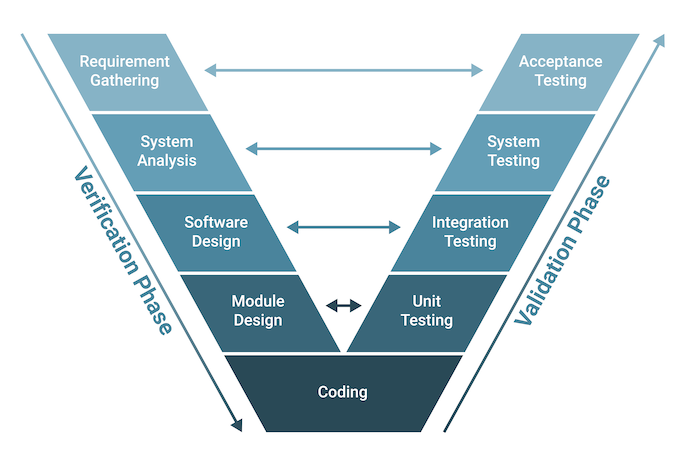 Requirement
Gathering
Acceptance
Testing
System
Analysis
System
Testing
Software
Design
Integration
Testing
Module
Design
Unit
Testing
Coding
Verification Phase
Validation Phase